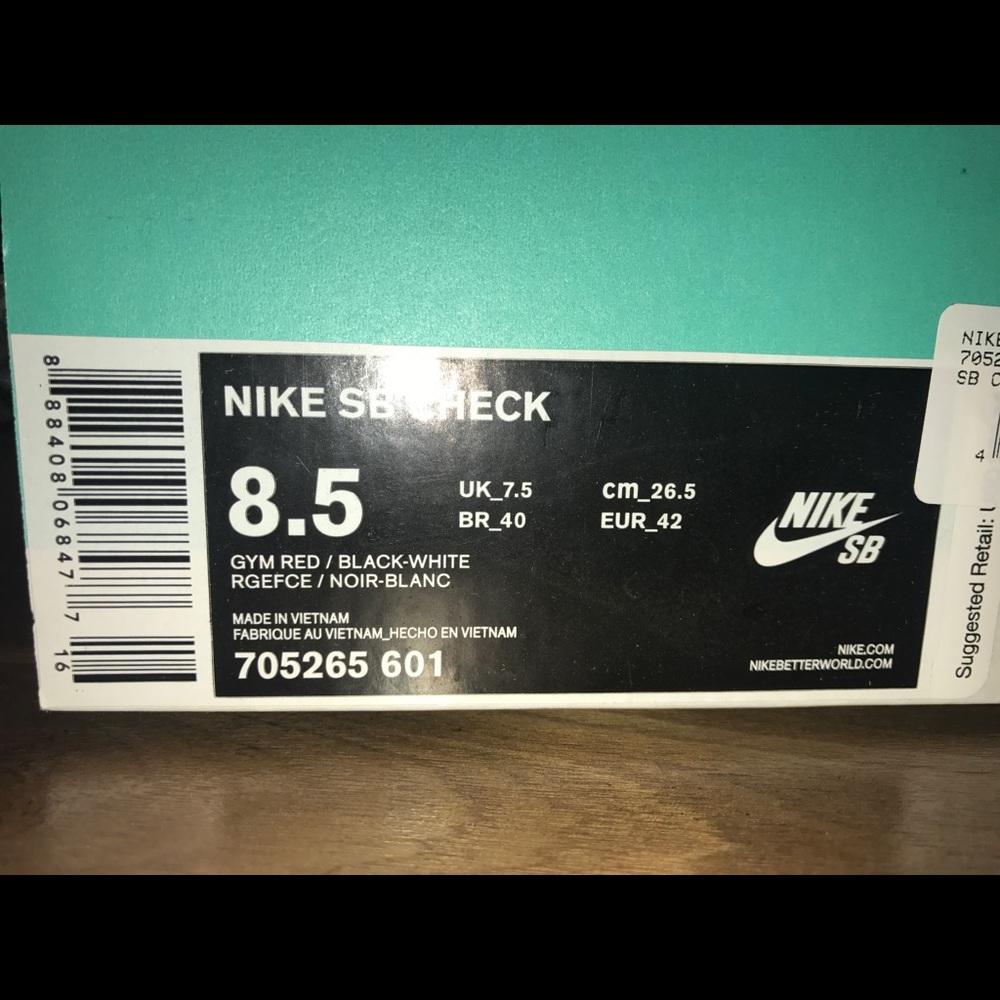 NIKE SB CHECK
8.5
UK_7.5
cm_26.5
BR_40
EUR_42
GYM RED / BLACK-WHITE
RGEFCE / NOIR-BLANC
MADE IN VIETNAM
FABRIQUE AU VIETNAM_HECHO EN VIETNAM
705265 601
NIKE
SB
NIKE.COM
NIKEBETTERWORLD.COM
8 88408 06847 7
16
NIKE
7052
SB C
4
Suggested Retail: